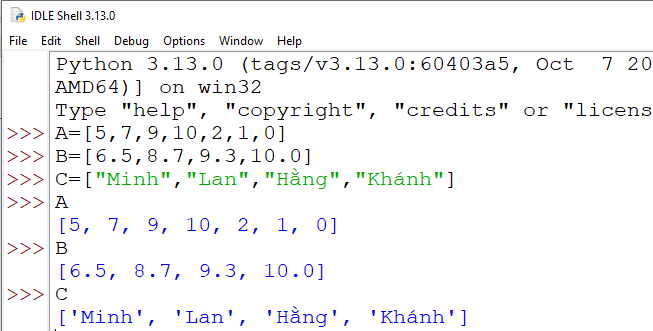 IDLE Shell 3.13.0
File Edit Shell Debug Options Window Help
Python 3.13.0 (tags/v3.13.0:60403a5, Oct  7 20
AMD64)] on win32
Type "help", "copyright", "credits" or "licens
>>> A=[5,7,9,10,2,1,0]
>>> B=[6.5,8.7,9.3,10.0]
>>> C=["Minh","Lan","Hằng","Khánh"]
>>> A
[5, 7, 9, 10, 2, 1, 0]
>>> B
[6.5, 8.7, 9.3, 10.0]
>>> C
['Minh', 'Lan', 'Hằng', 'Khánh']